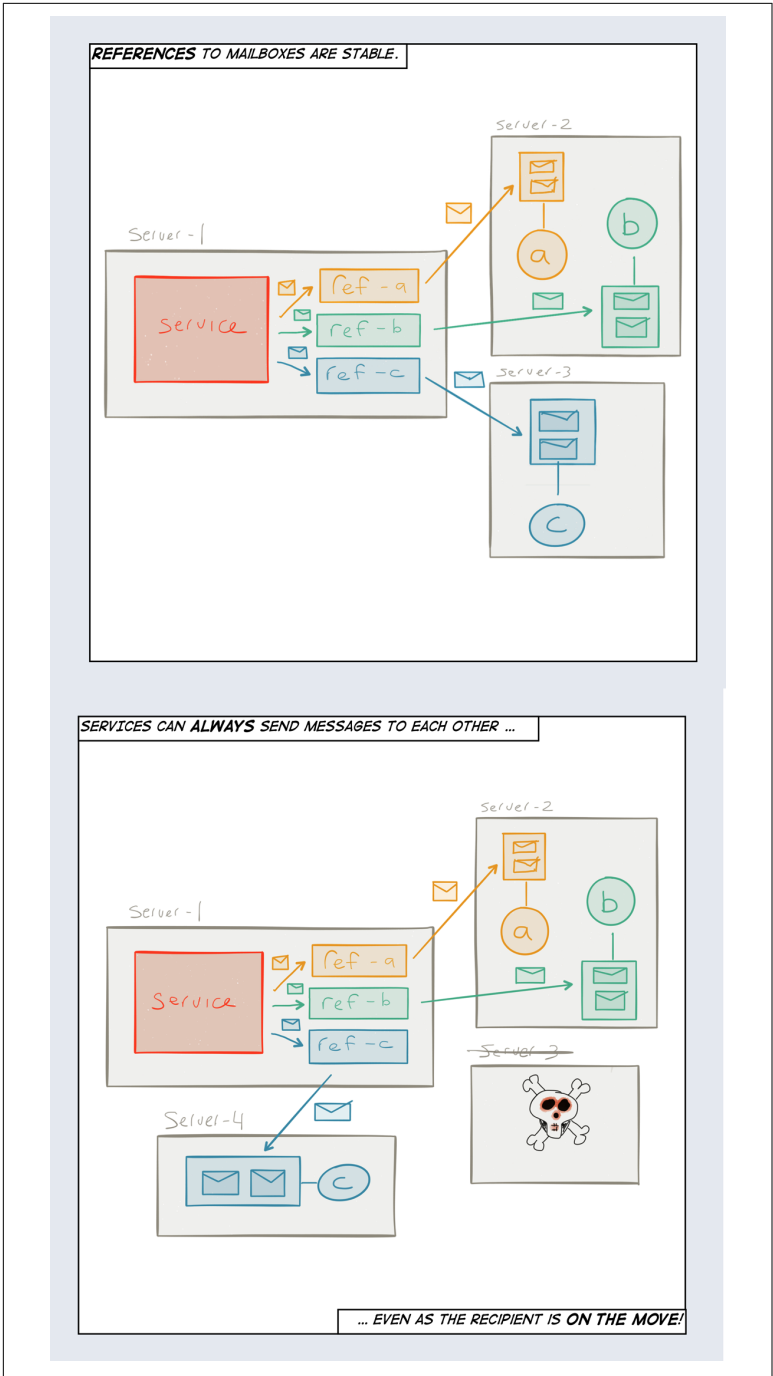 REFERENCES TO MAILBOXES ARE STABLE.
Server-2
Server-1
b
a
ref-a
service
ref-b
ref-c
Server-3
c
SERVICES CAN ALWAYS SEND MESSAGES TO EACH OTHER ...
Server-2
Server-1
b
a
ref-a
Service
ref-b
ref-c
Server-3
Server-4
c
... EVEN AS THE RECIPIENT IS ON THE MOVE!